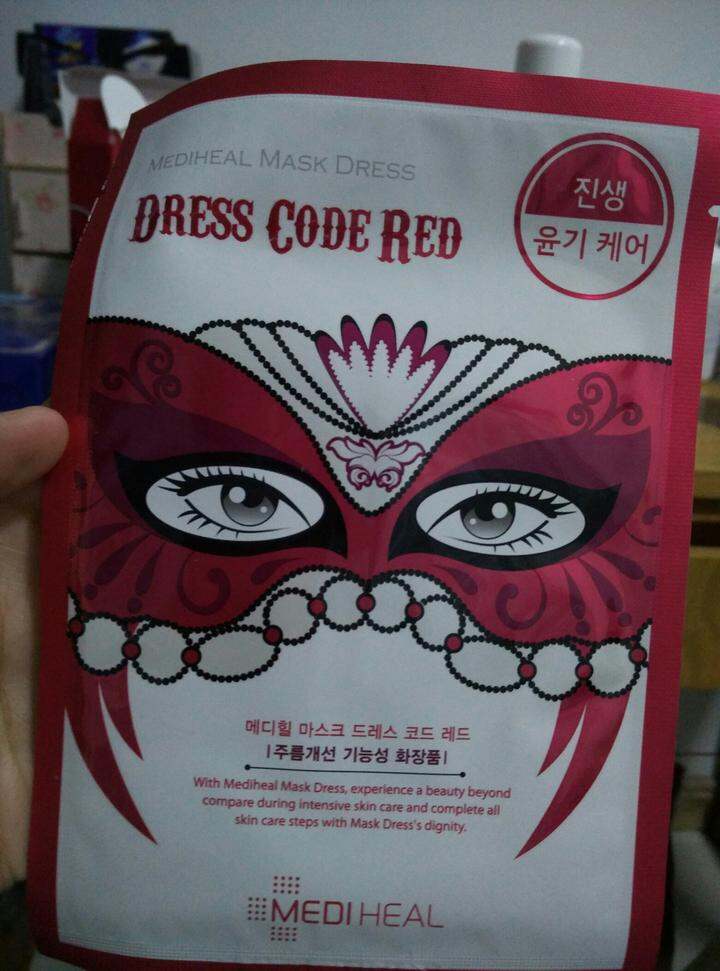 MEDIHEAL MASK DRESS
DRESS CODE RED
진생
윤기 케어
메디힐 마스크 드레스 코드 레드
|주름개선 기능성 화장품|
With Mediheal Mask Dress, experience a beauty beyond
compare during intensive skin care and complete all
skin care steps with Mask Dress's dignity.
MEDIHEAL